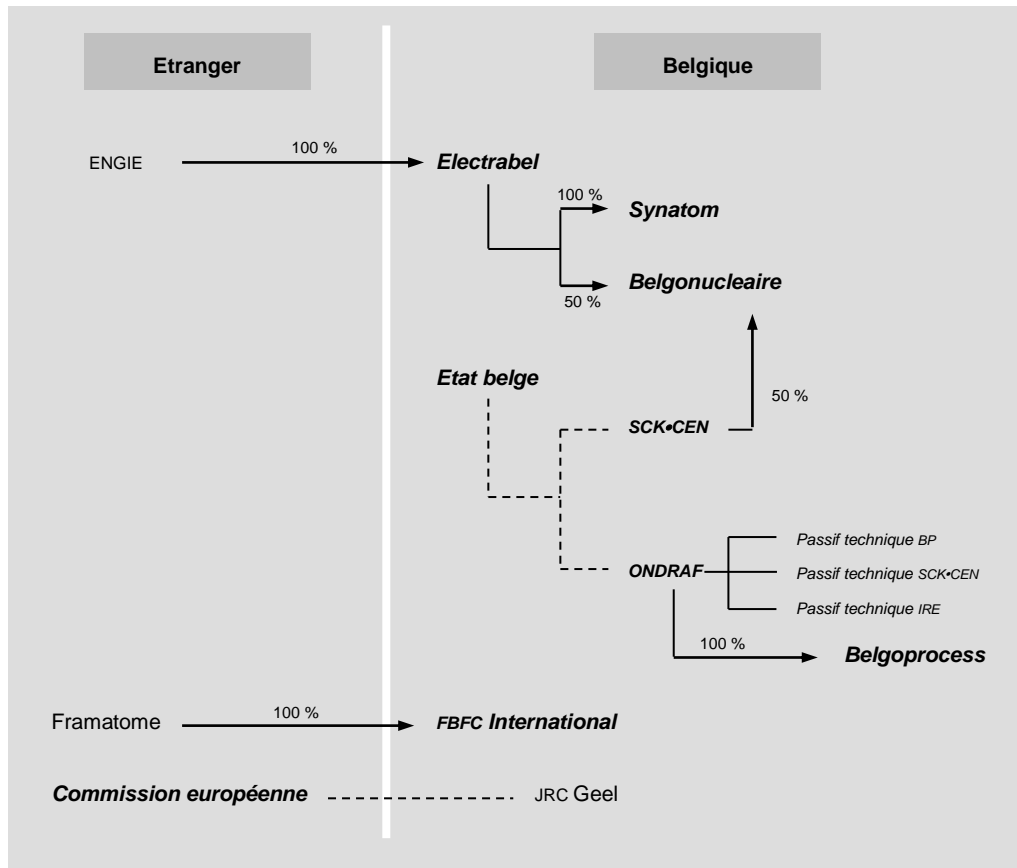 Etranger
Belgique
ENGIE
100 %
Electrabel
100 %
Synatom
Belgonucleaire
50 %
Etat belge
50 %
SCK•CEN
Passif technique BP
ONDRAF
Passif technique SCK•CEN
Passif technique IRE
100 %
Belgoprocess
Framatome
100 %
FBFC International
Commission européenne
JRC Geel